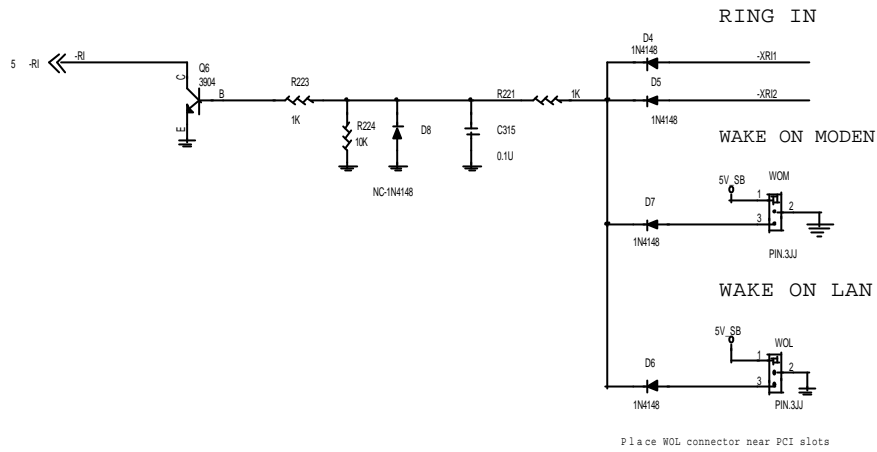 RING IN
D4
1N4148
-XRI1
5 -RI
-RI
Q6
3904
C
B
E
R223
1K
R221
1K
D5
1N4148
-XRI2
R224
10K
D8
NC-1N4148
C315
0.1U
WAKE ON MODEN
5V_SB
WOM
1
2
3
D7
1N4148
PIN.3JJ
WAKE ON LAN
5V_SB
WOL
1
2
3
D6
1N4148
PIN.3JJ
Place WOL connector near PCI slots